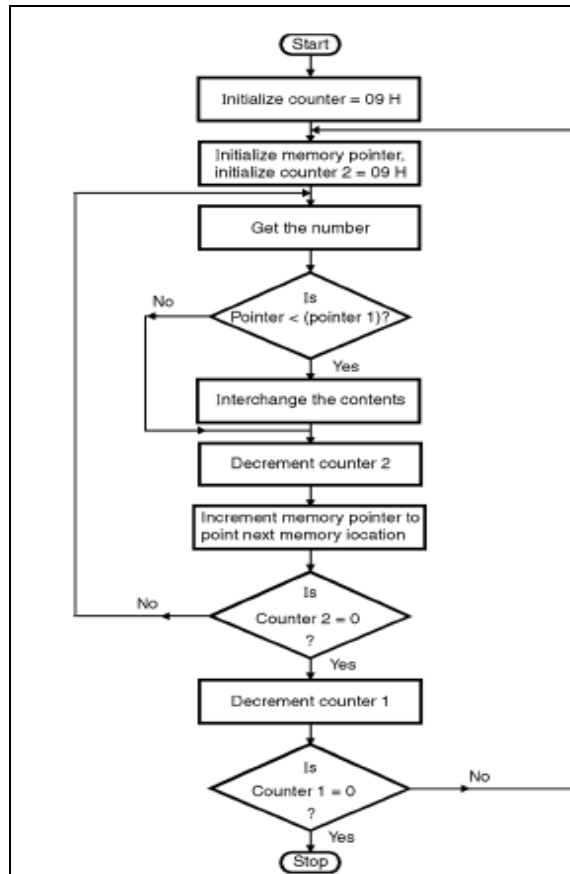 Start
Initialize counter = 09 H
Initialize memory pointer,
initialize counter 2 = 09 H
Get the number
Is
Pointer < (pointer 1)?
No
Yes
Interchange the contents
Decrement counter 2
Increment memory pointer to
point next memory iocation
Is
Counter 2 = 0
?
No
Yes
Decrement counter 1
Is
Counter 1 = 0
?
No
Yes
Stop